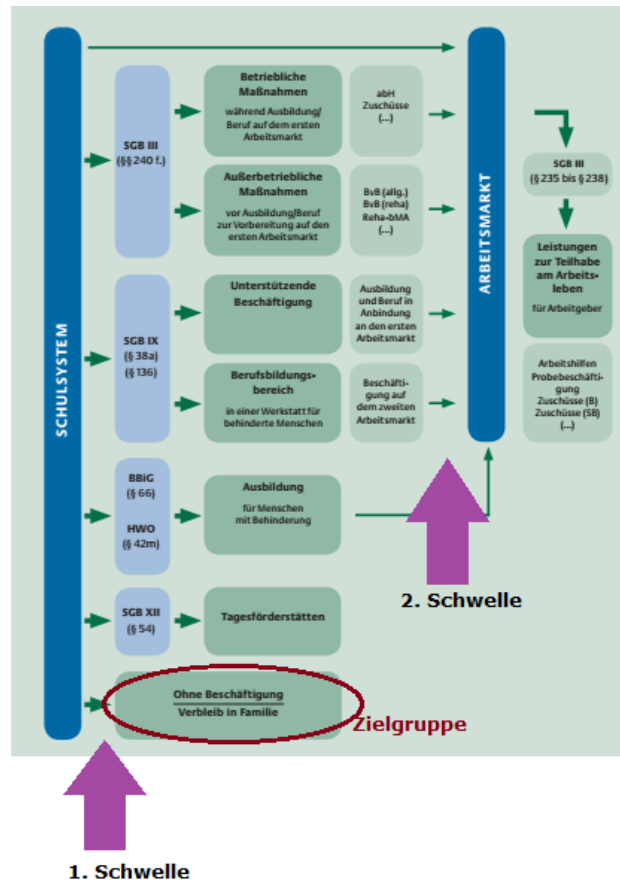 SCHULSYSTEM
SGB III
(§§ 240 f.)
Betriebliche
Maßnahmen
während Ausbildung/
Beruf auf dem ersten
Arbeitsmarkt
abH
Zuschüsse
(...)
Außerbetriebliche
Maßnahmen
vor Ausbildung/Beruf
zur Vorbereitung auf den
ersten Arbeitsmarkt
BvB (allg.)
BvB (reha)
Reha-bMA
(...)
SGB IX
(§ 38a)
(§ 136)
Unterstützende
Beschäftigung
Ausbildung
und Beruf in
Anbindung
an den ersten
Arbeitsmarkt
Berufsbildungs-
bereich
in einer Werkstatt für
behinderte Menschen
Beschäfti-
gung auf
dem zweiten
Arbeitsmarkt
BBiG
(§ 66)
HWO
(§ 42m)
Ausbildung
für Menschen
mit Behinderung
SGB XII
(§ 54)
Tagesförderstätten
Ohne Beschäftigung
Verbleib in Familie
Zielgruppe
ARBEITSMARKT
SGB III
(§ 235 bis § 238)
Leistungen
zur Teilhabe
am Arbeits-
leben
für Arbeitgeber
Arbeitshilfen
Probebeschäfti-
gung
Zuschüsse (B)
Zuschüsse (SB)
(...)
2. Schwelle
1. Schwelle